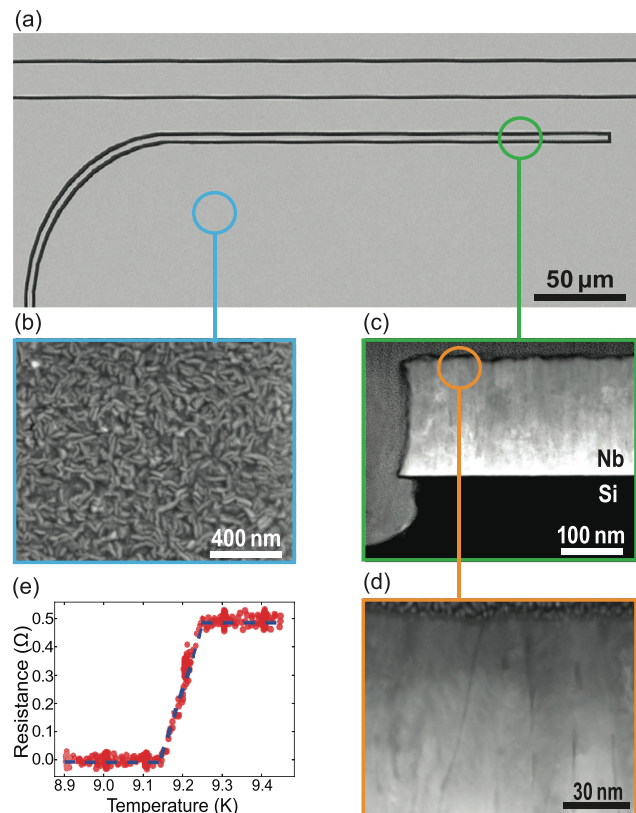 (a)
50 µm
(b)
(c)
400 nm
Nb
Si
100 nm
(e)
(d)
0.5
0.4
0.3
0.2
0.1
0.0
Resistance (Ω)
8.9 9.0 9.1 9.2 9.3 9.4
Temperature (K)
30 nm